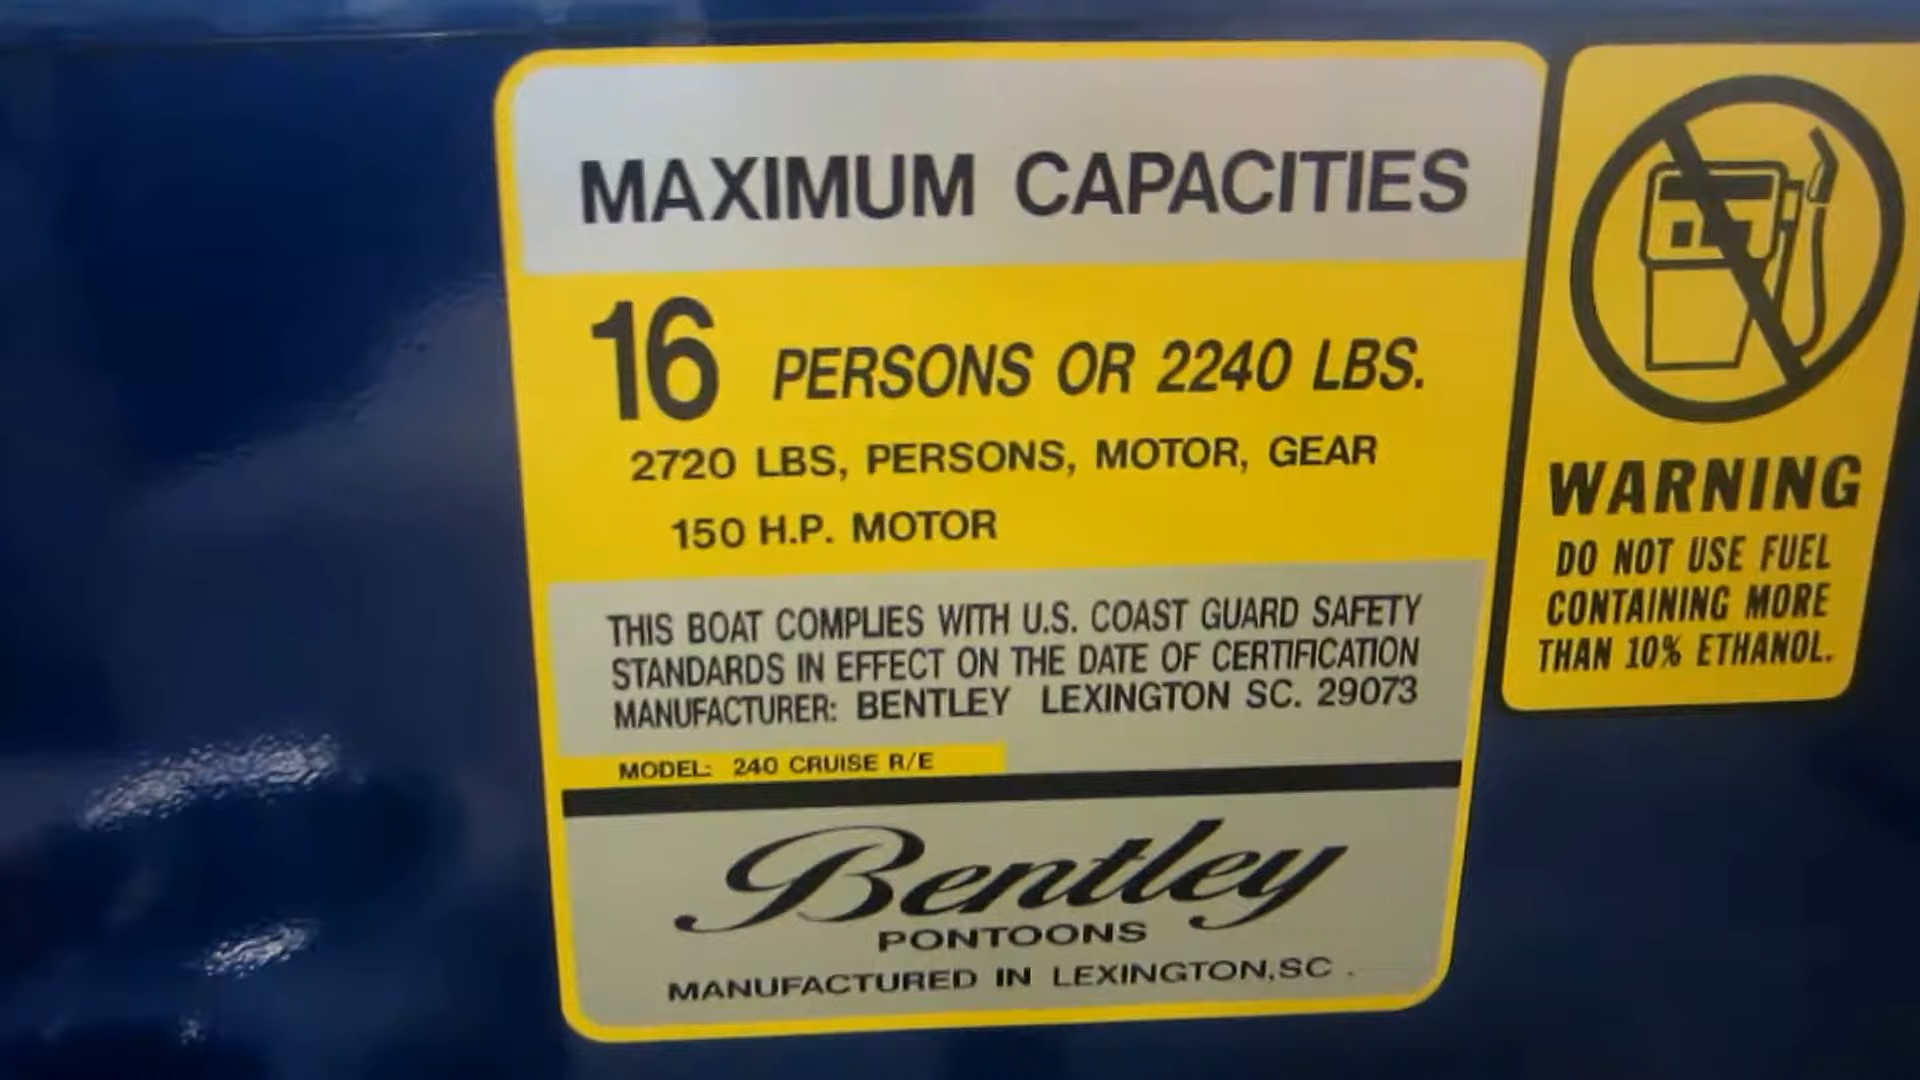 MAXIMUM CAPACITIES
16 PERSONS OR 2240 LBS.
2720 LBS, PERSONS, MOTOR, GEAR
150 H.P. MOTOR
THIS BOAT COMPLIES WITH U.S. COAST GUARD SAFETY
STANDARDS IN EFFECT ON THE DATE OF CERTIFICATION
MANUFACTURER: BENTLEY LEXINGTON SC. 29073
MODEL: 240 CRUISE R/E
Bentley
PONTOONS
MANUFACTURED IN LEXINGTON,SC .
WARNING
DO NOT USE FUEL
CONTAINING MORE
THAN 10% ETHANOL.